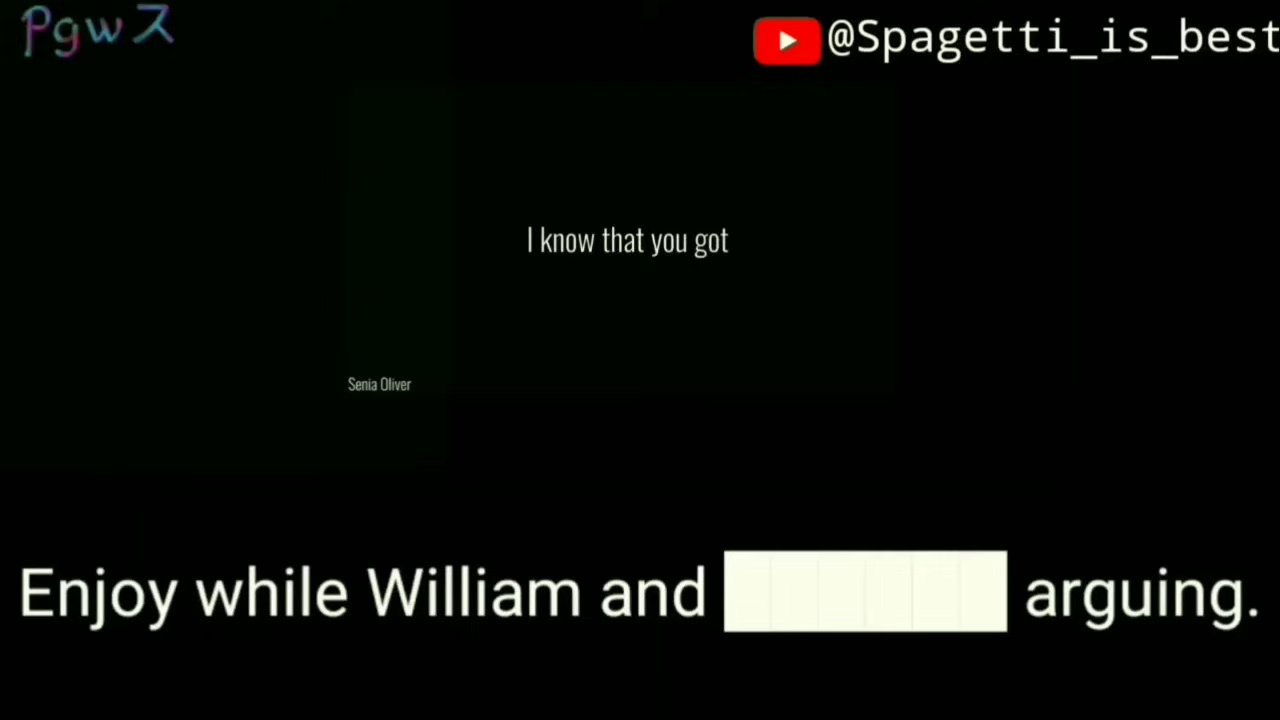 Pgwス
@Spagetti_is_best
I know that you got
Senia Oliver
Enjoy while William and ██████ arguing.